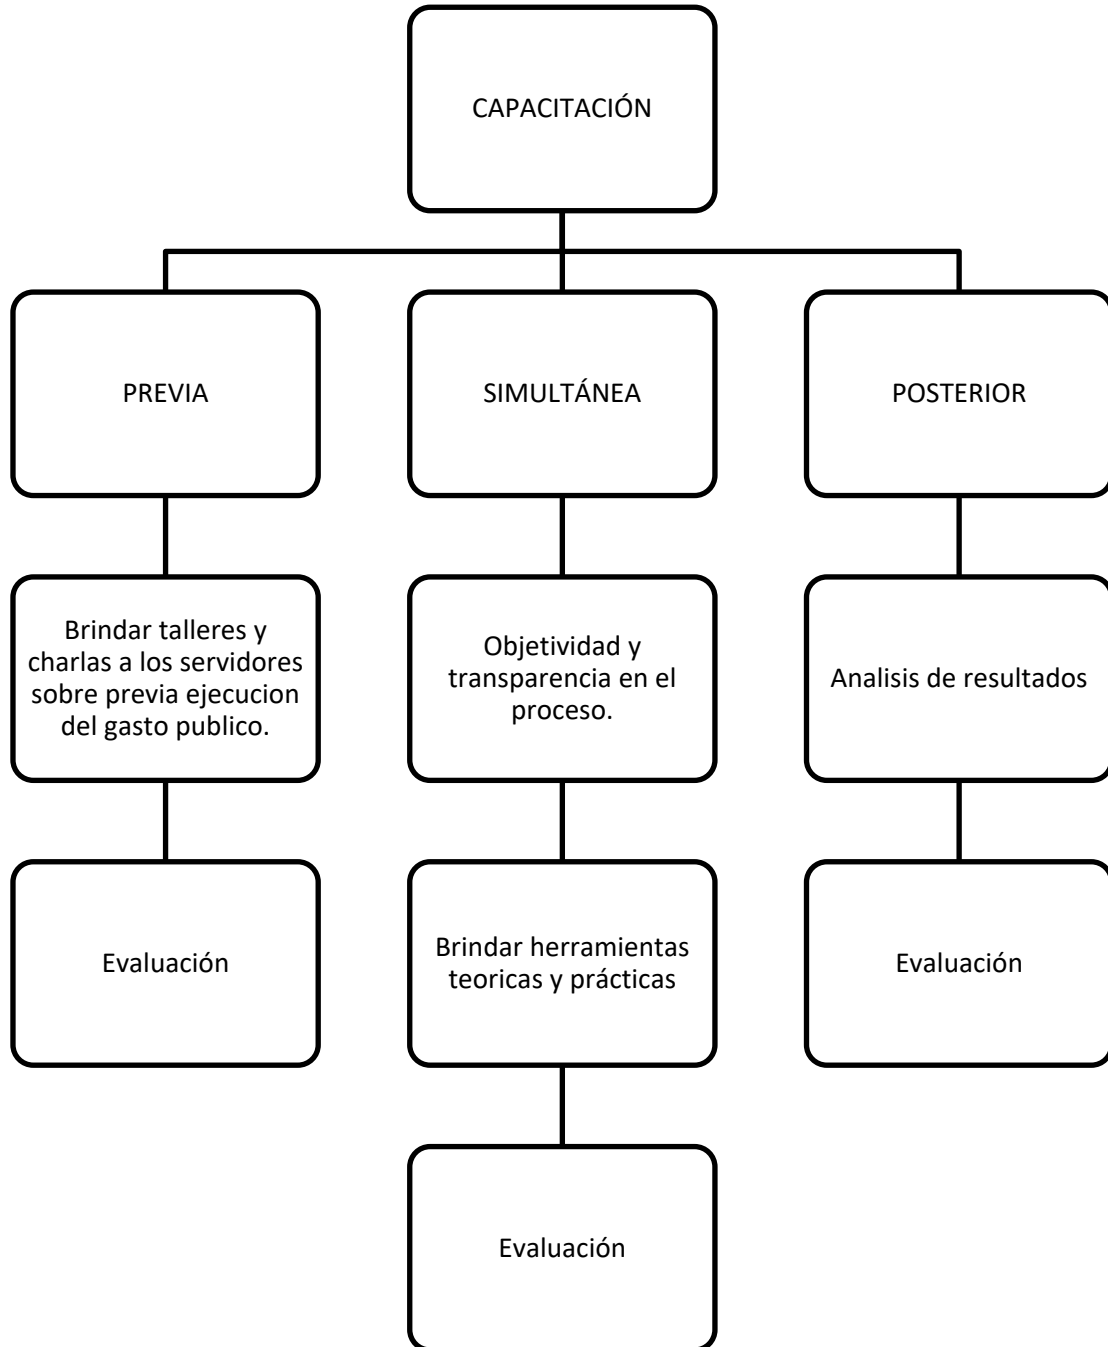 CAPACITACIÓN
PREVIA
SIMULTÁNEA
POSTERIOR
Brindar talleres y
charlas a los servidores
sobre previa ejecucion
del gasto publico.
Objetividad y
transparencia en el
proceso.
Analisis de resultados
Evaluación
Brindar herramientas
teoricas y prácticas
Evaluación
Evaluación